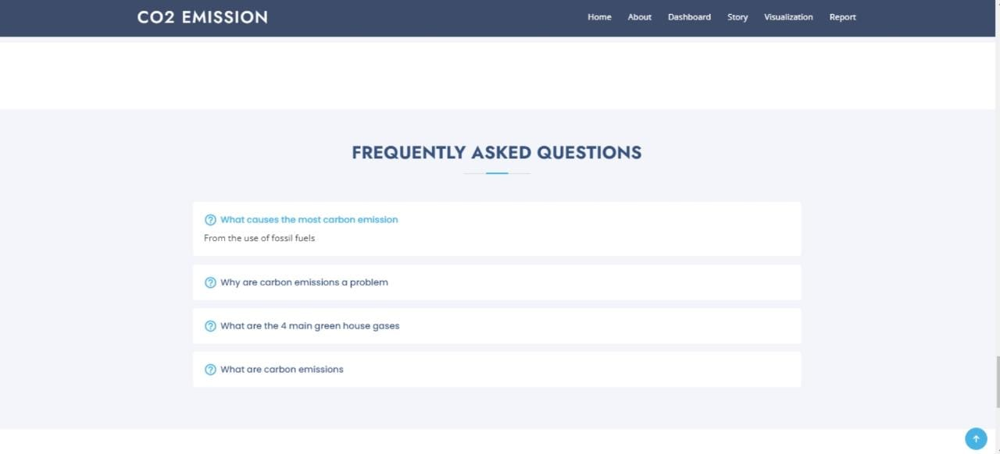 CO2 EMISSION
Home About Dashboard Story Visualization Report
FREQUENTLY ASKED QUESTIONS
What causes the most carbon emission
From the use of fossil fuels
Why are carbon emissions a problem
What are the 4 main green house gases
What are carbon emissions